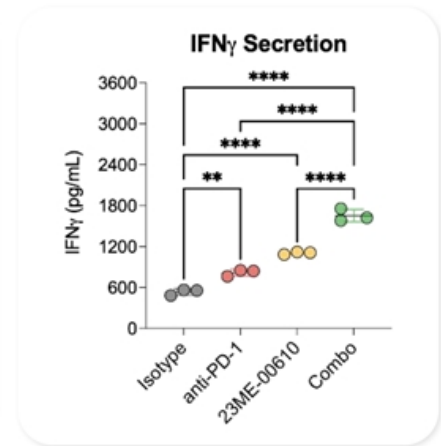 IFNγ Secretion
****
3600
****
3000
****
2400
**
****
1800
IFNγ (pg/mL)
1200
600
0
Isotype
anti-PD-1
23ME-00610
Combo